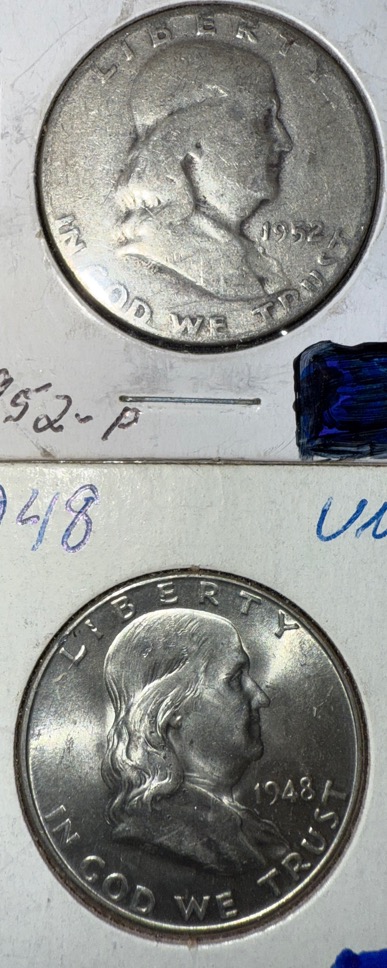 LIBERTY
1952
IN GOD WE TRUST
952-P
948
LIBERTY
1948
IN GOD WE TRUST